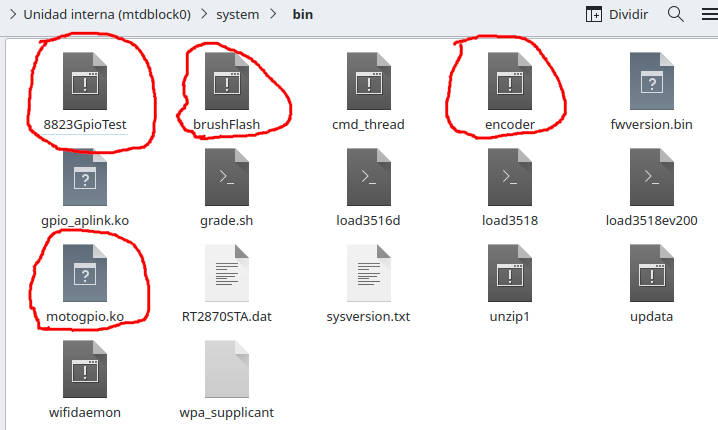 Unidad interna (mtdblock0) system bin Dividir
8823GpioTest brushFlash cmd_thread encoder fwversion.bin
gpio_aplink.ko grade.sh load3516d load3518 load3518ev200
motogpio.ko RT2870STA.dat sysversion.txt unzip1 updata
wifidaemon wpa_supplicant